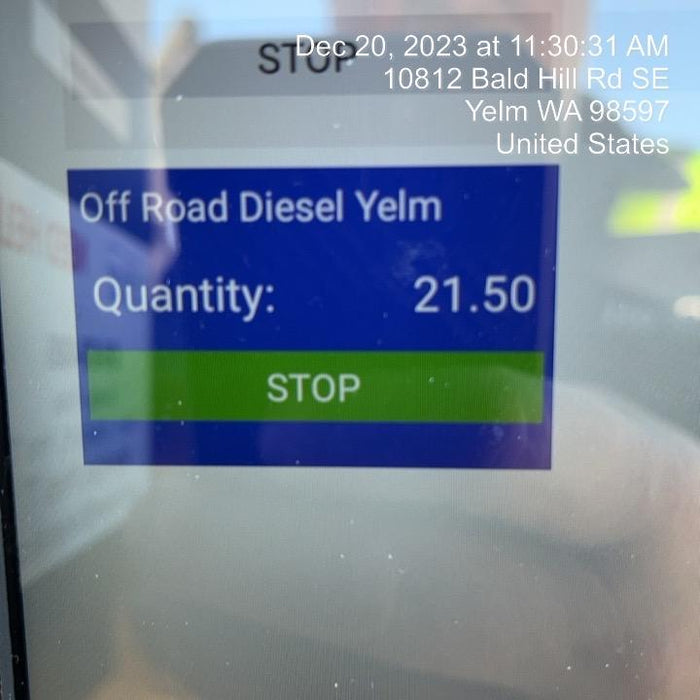 STOP
Dec 20, 2023 at 11:30:31 AM
10812 Bald Hill Rd SE
Yelm WA 98597
United States
Off Road Diesel Yelm
Quantity: 21.50
STOP